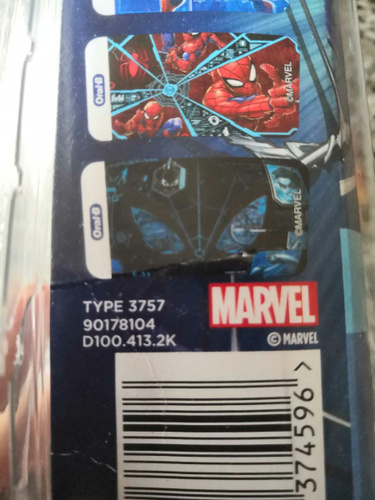 Oral-B
©MARVEL
Oral-B
©MARVEL
TYPE 3757
90178104
D100.413.2K
MARVEL
© MARVEL
374596 >